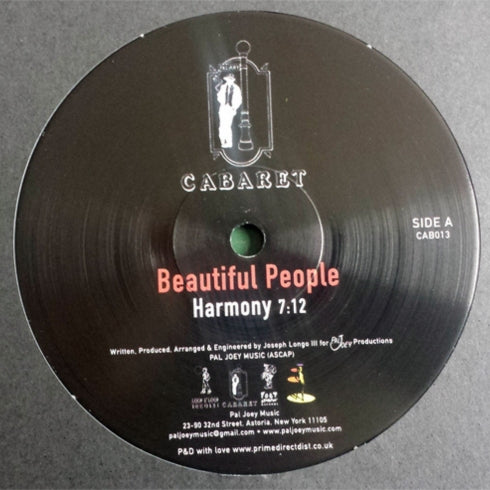 CABARET
SIDE A
CAB013
Beautiful People
Harmony 7:12
Written, Produced, Arranged & Engineered by Joseph Longo III for PAL JOEY Productions
PAL JOEY MUSIC (ASCAP)
CABARET
Pal Joey Music
23-90 32nd Street, Astoria, New York 11105
paljoeymusic@gmail.com + www.paljoeymusic.com
P&D with love www.primedirectdist.co.uk